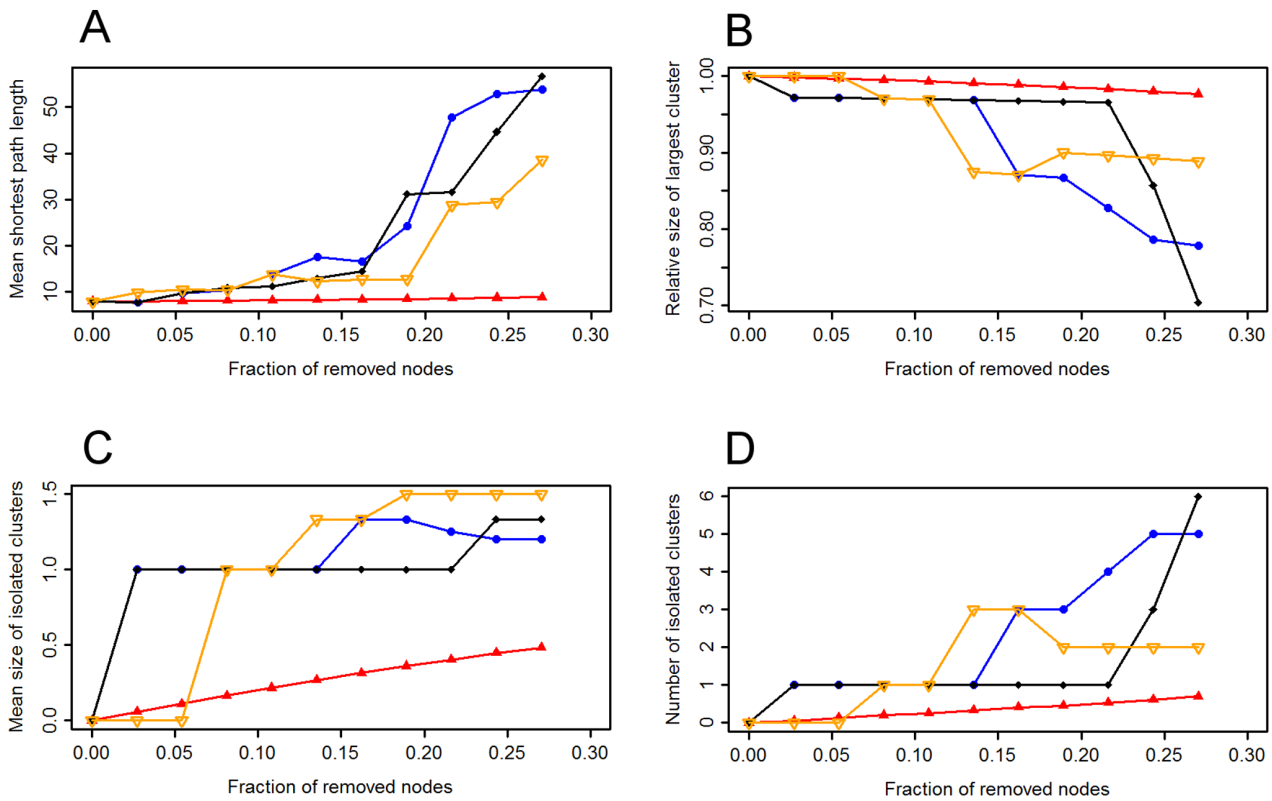 A
Mean shortest path length
50
40
30
20
10
0.00 0.05 0.10 0.15 0.20 0.25 0.30
Fraction of removed nodes
B
Relative size of largest cluster
1.00
0.90
0.80
0.70
0.00 0.05 0.10 0.15 0.20 0.25 0.30
Fraction of removed nodes
C
Mean size of isolated clusters
1.5
1.0
0.5
0.0
0.00 0.05 0.10 0.15 0.20 0.25 0.30
Fraction of removed nodes
D
Number of isolated clusters
6
5
4
3
2
1
0
0.00 0.05 0.10 0.15 0.20 0.25 0.30
Fraction of removed nodes